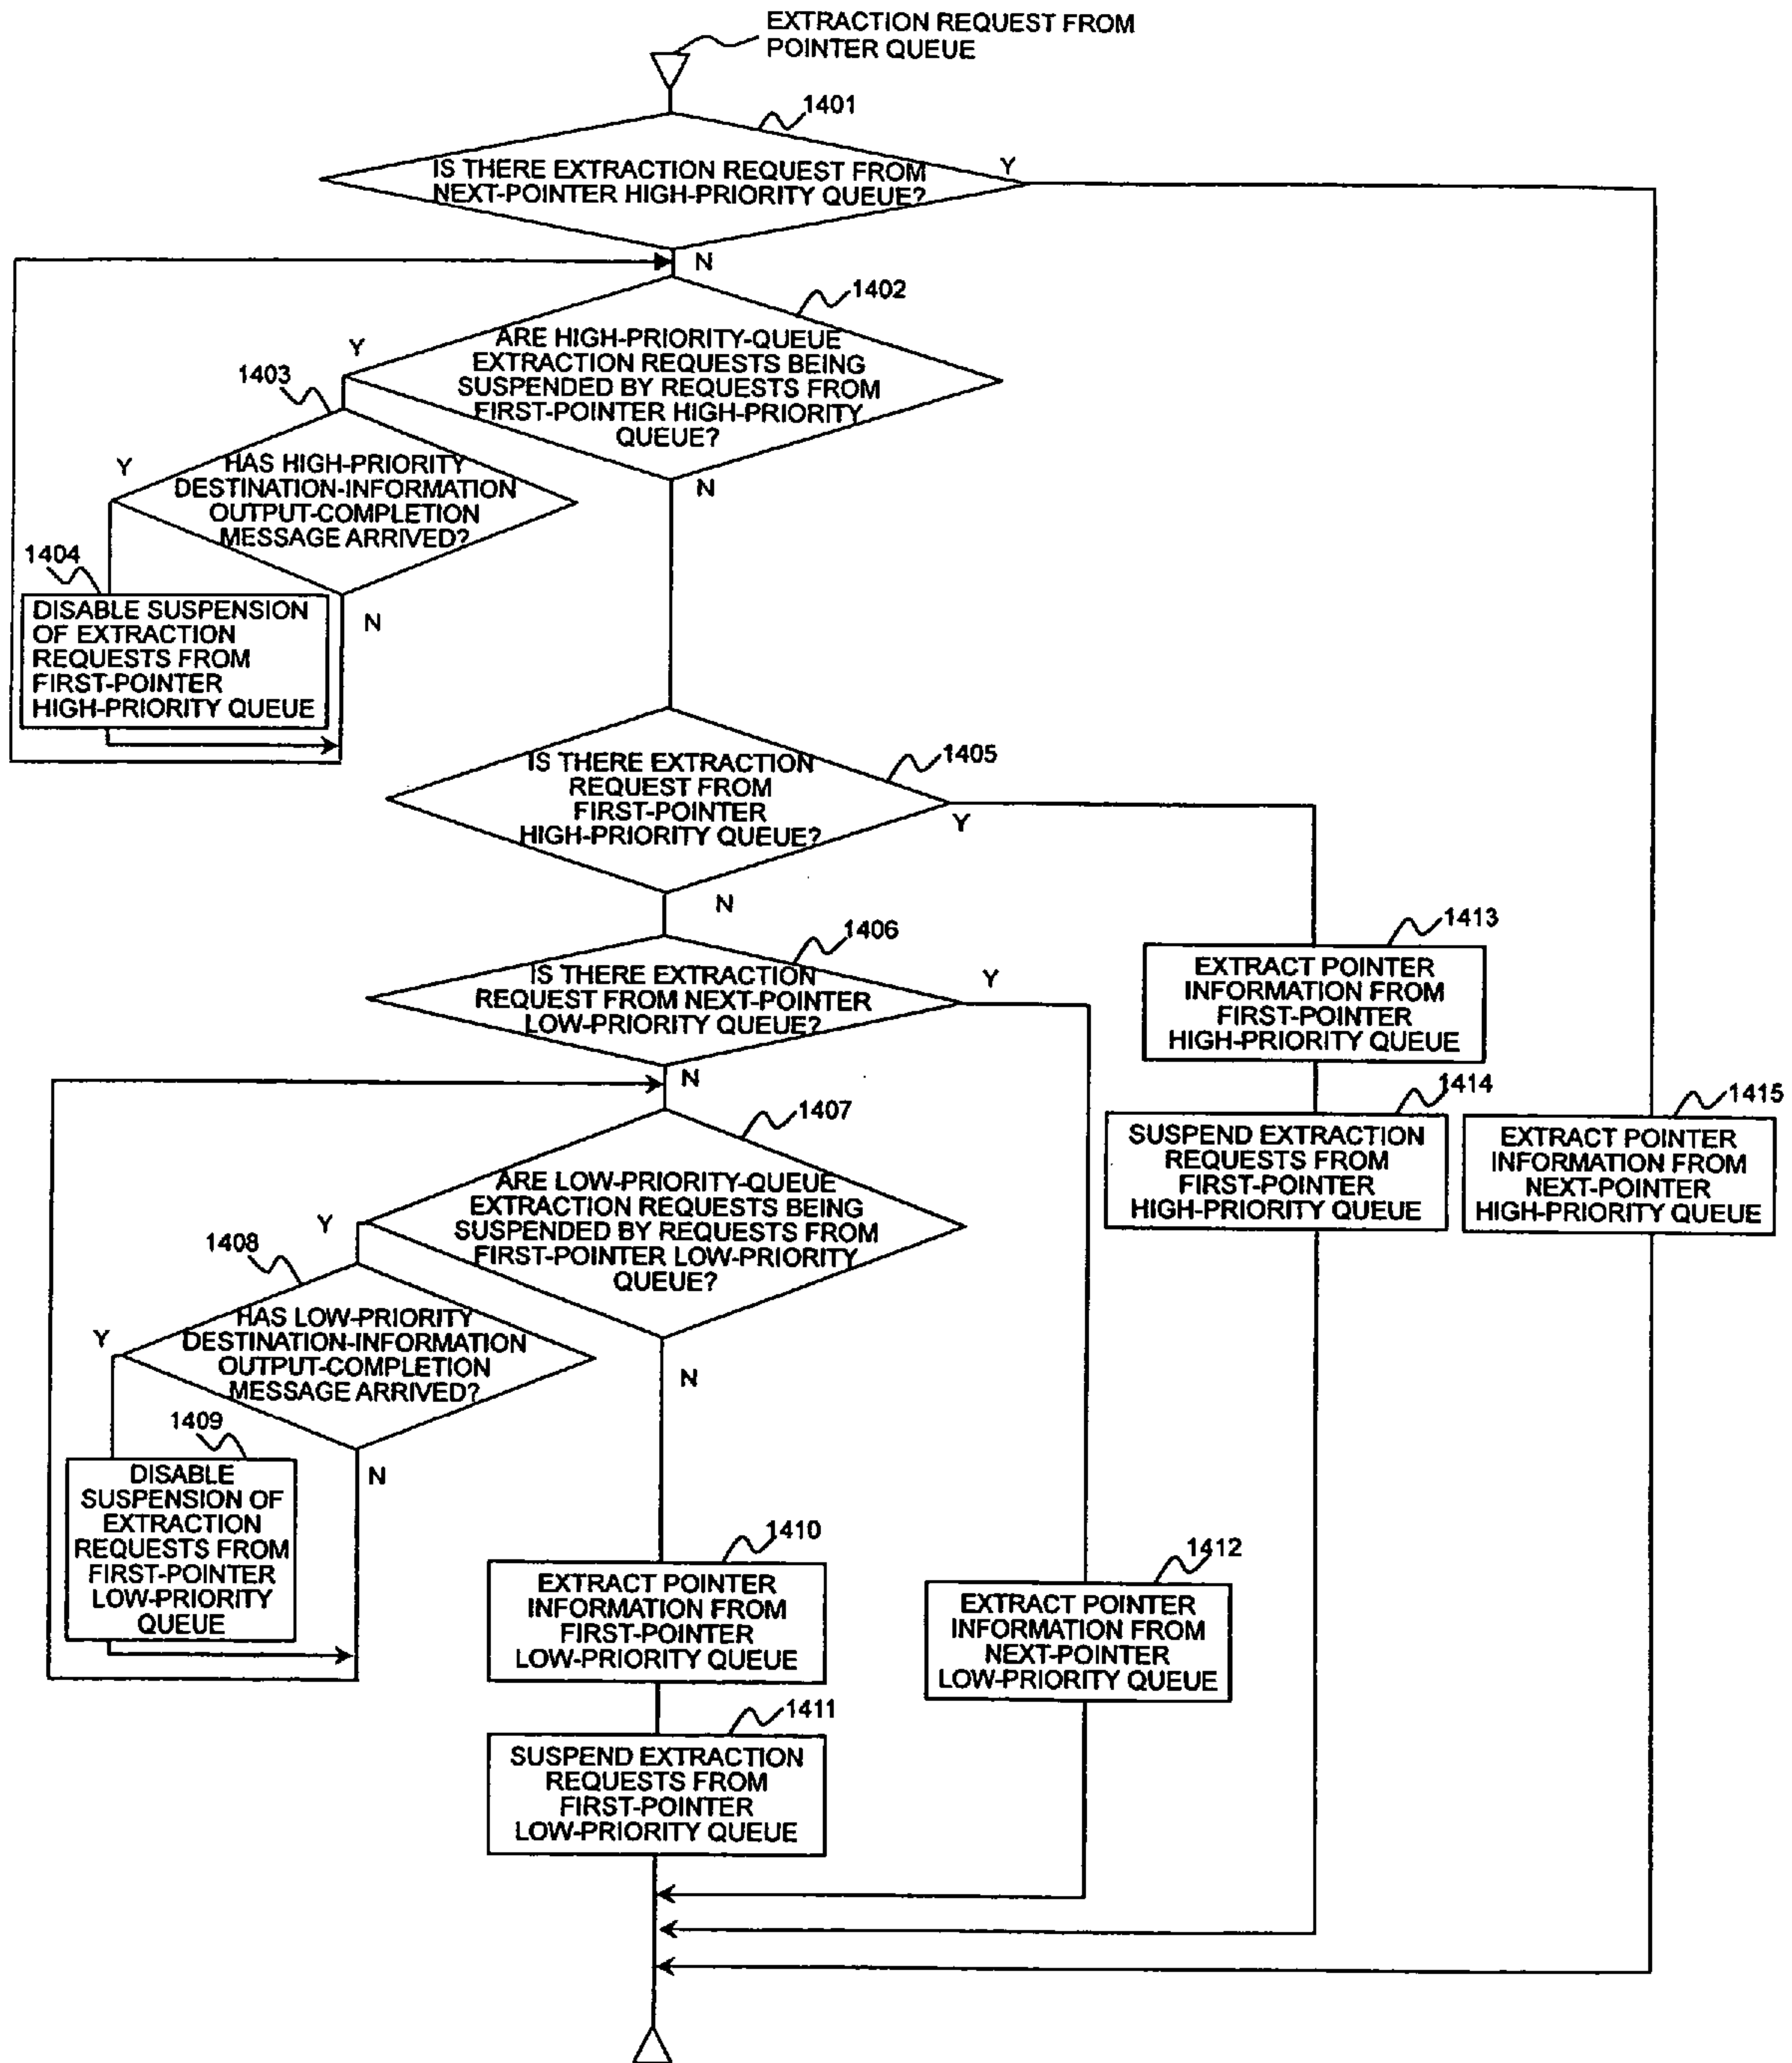 EXTRACTION REQUEST FROM
POINTER QUEUE
1401
IS THERE EXTRACTION REQUEST FROM
NEXT-POINTER HIGH-PRIORITY QUEUE?
Y
N
1402
ARE HIGH-PRIORITY-QUEUE
EXTRACTION REQUESTS BEING
SUSPENDED BY REQUESTS FROM
FIRST-POINTER HIGH-PRIORITY
QUEUE?
Y
N
1403
HAS HIGH-PRIORITY
DESTINATION-INFORMATION
OUTPUT-COMPLETION
MESSAGE ARRIVED?
Y
N
1404
DISABLE SUSPENSION
OF EXTRACTION
REQUESTS FROM
FIRST-POINTER
HIGH-PRIORITY QUEUE
1405
IS THERE EXTRACTION
REQUEST FROM
FIRST-POINTER
HIGH-PRIORITY QUEUE?
Y
N
1406
IS THERE EXTRACTION
REQUEST FROM NEXT-POINTER
LOW-PRIORITY QUEUE?
Y
N
1413
EXTRACT POINTER
INFORMATION FROM
FIRST-POINTER
HIGH-PRIORITY QUEUE
1414
SUSPEND EXTRACTION
REQUESTS FROM
FIRST-POINTER
HIGH-PRIORITY QUEUE
1415
EXTRACT POINTER
INFORMATION FROM
NEXT-POINTER
HIGH-PRIORITY QUEUE
1407
ARE LOW-PRIORITY-QUEUE
EXTRACTION REQUESTS BEING
SUSPENDED BY REQUESTS FROM
FIRST-POINTER LOW-PRIORITY
QUEUE?
Y
N
1408
HAS LOW-PRIORITY
DESTINATION-INFORMATION
OUTPUT-COMPLETION
MESSAGE ARRIVED?
Y
N
1409
DISABLE
SUSPENSION OF
EXTRACTION
REQUESTS FROM
FIRST-POINTER
LOW-PRIORITY
QUEUE
1410
EXTRACT POINTER
INFORMATION FROM
FIRST-POINTER
LOW-PRIORITY QUEUE
1411
SUSPEND EXTRACTION
REQUESTS FROM
FIRST-POINTER
LOW-PRIORITY QUEUE
1412
EXTRACT POINTER
INFORMATION FROM
NEXT-POINTER
LOW-PRIORITY QUEUE